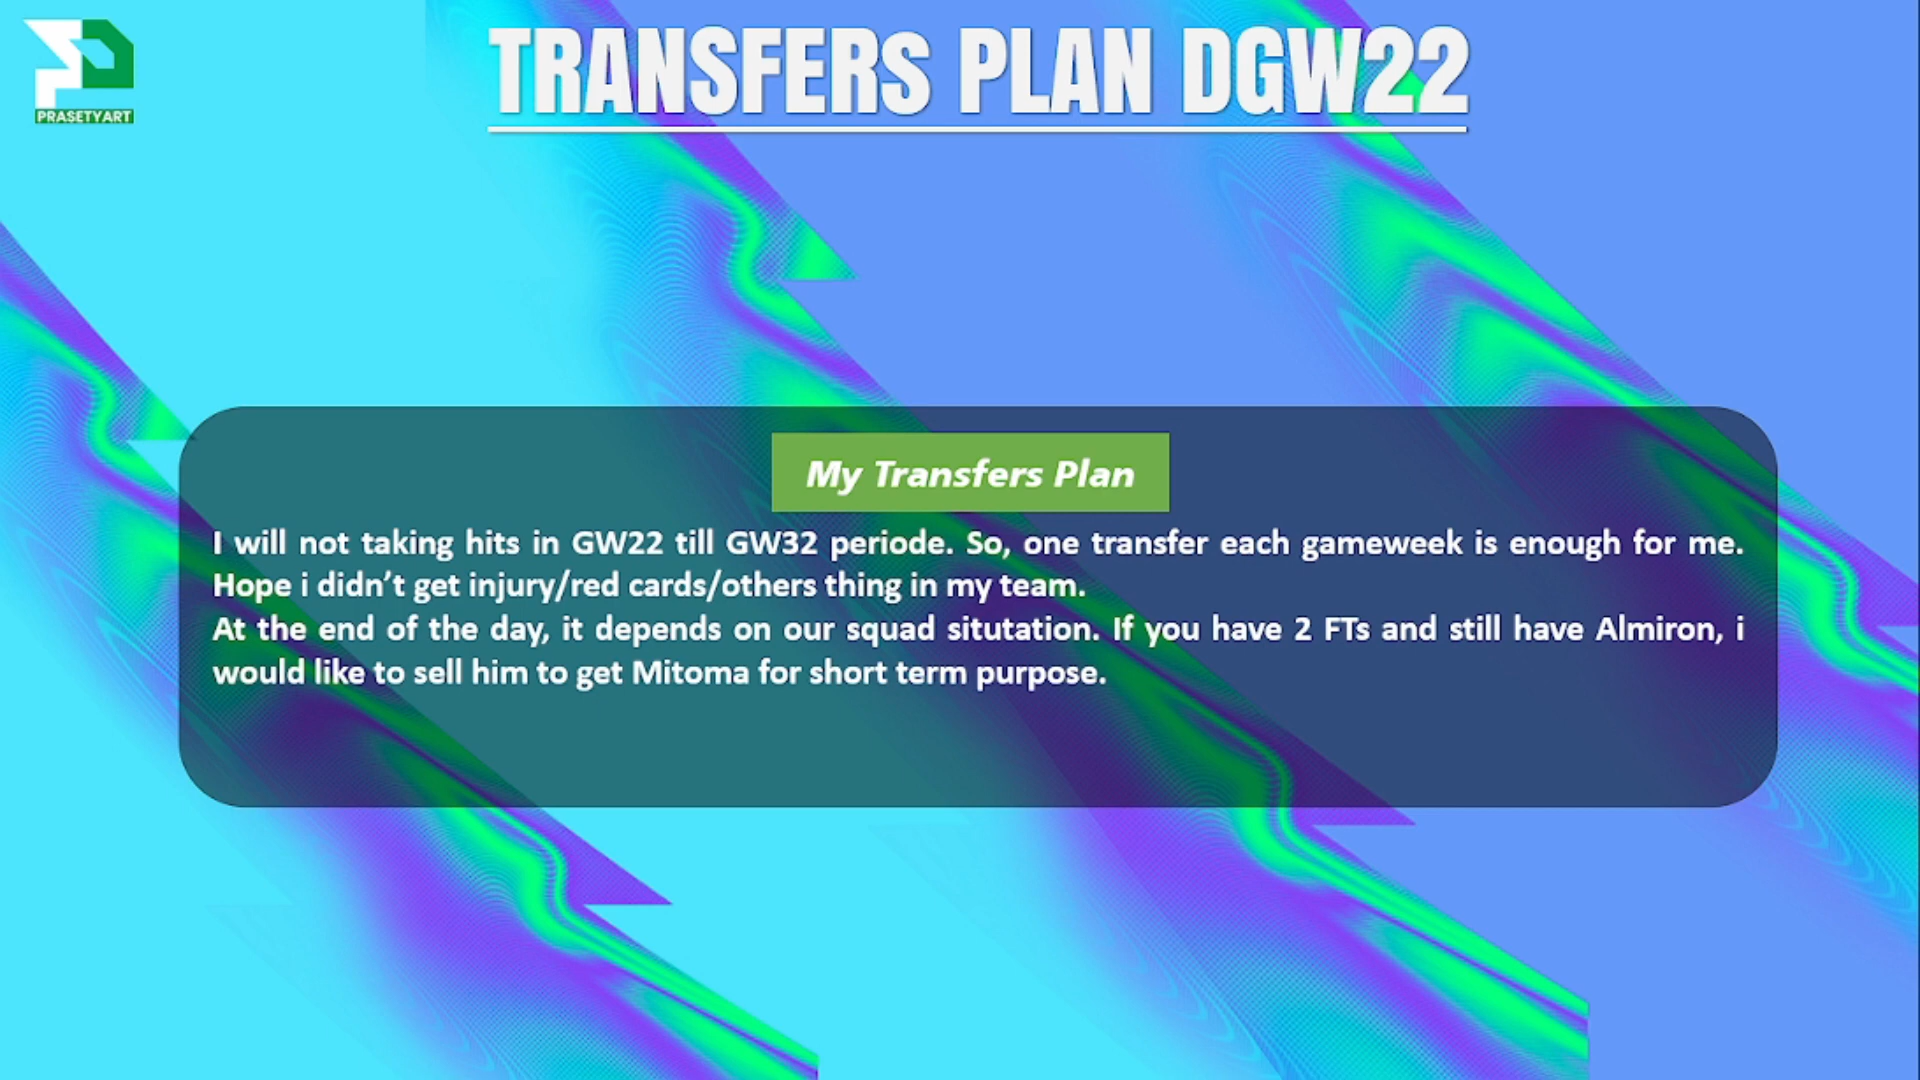 PRASETYART
TRANSFERS PLAN DGW22
My Transfers Plan
I will not taking hits in GW22 till GW32 periode. So, one transfer each gameweek is enough for me.
Hope i didn’t get injury/red cards/others thing in my team.
At the end of the day, it depends on our squad situtation. If you have 2 FTs and still have Almiron, i
would like to sell him to get Mitoma for short term purpose.